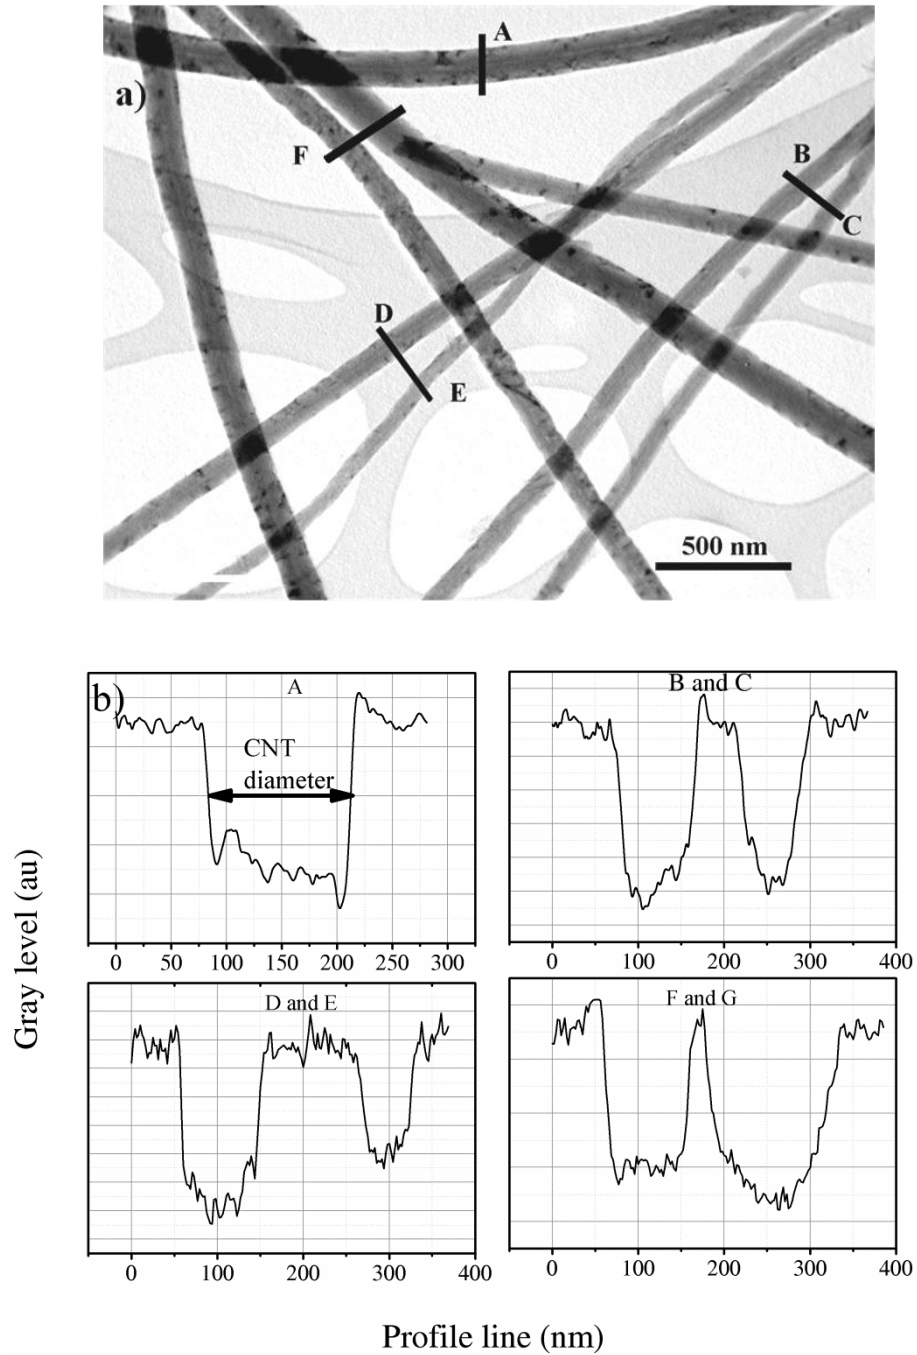 a)
A
B
F
C
D
E
500 nm
b)
A
CNT
diameter
0 50 100 150 200 250 300
B and C
0 100 200 300 400
D and E
0 100 200 300 400
F and G
0 100 200 300 400
Gray level (au)
Profile line (nm)